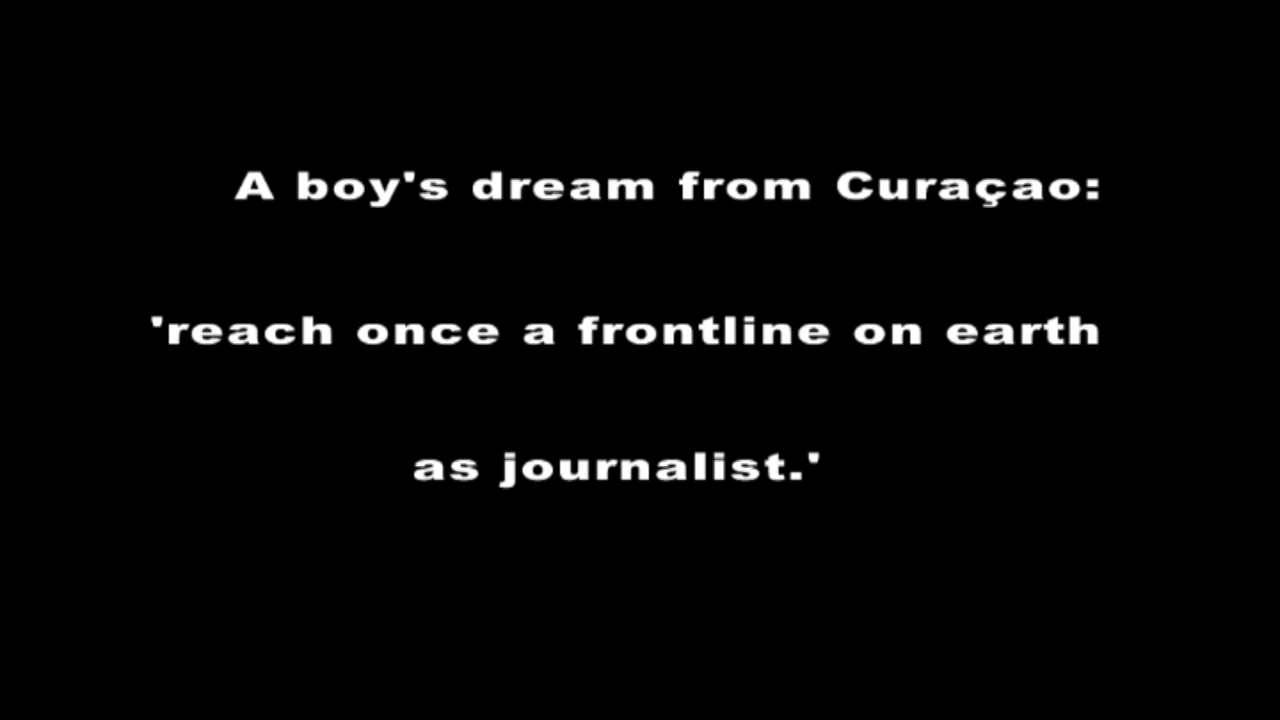 A boy's dream from Curaçao:
'reach once a frontline on earth
as journalist.'